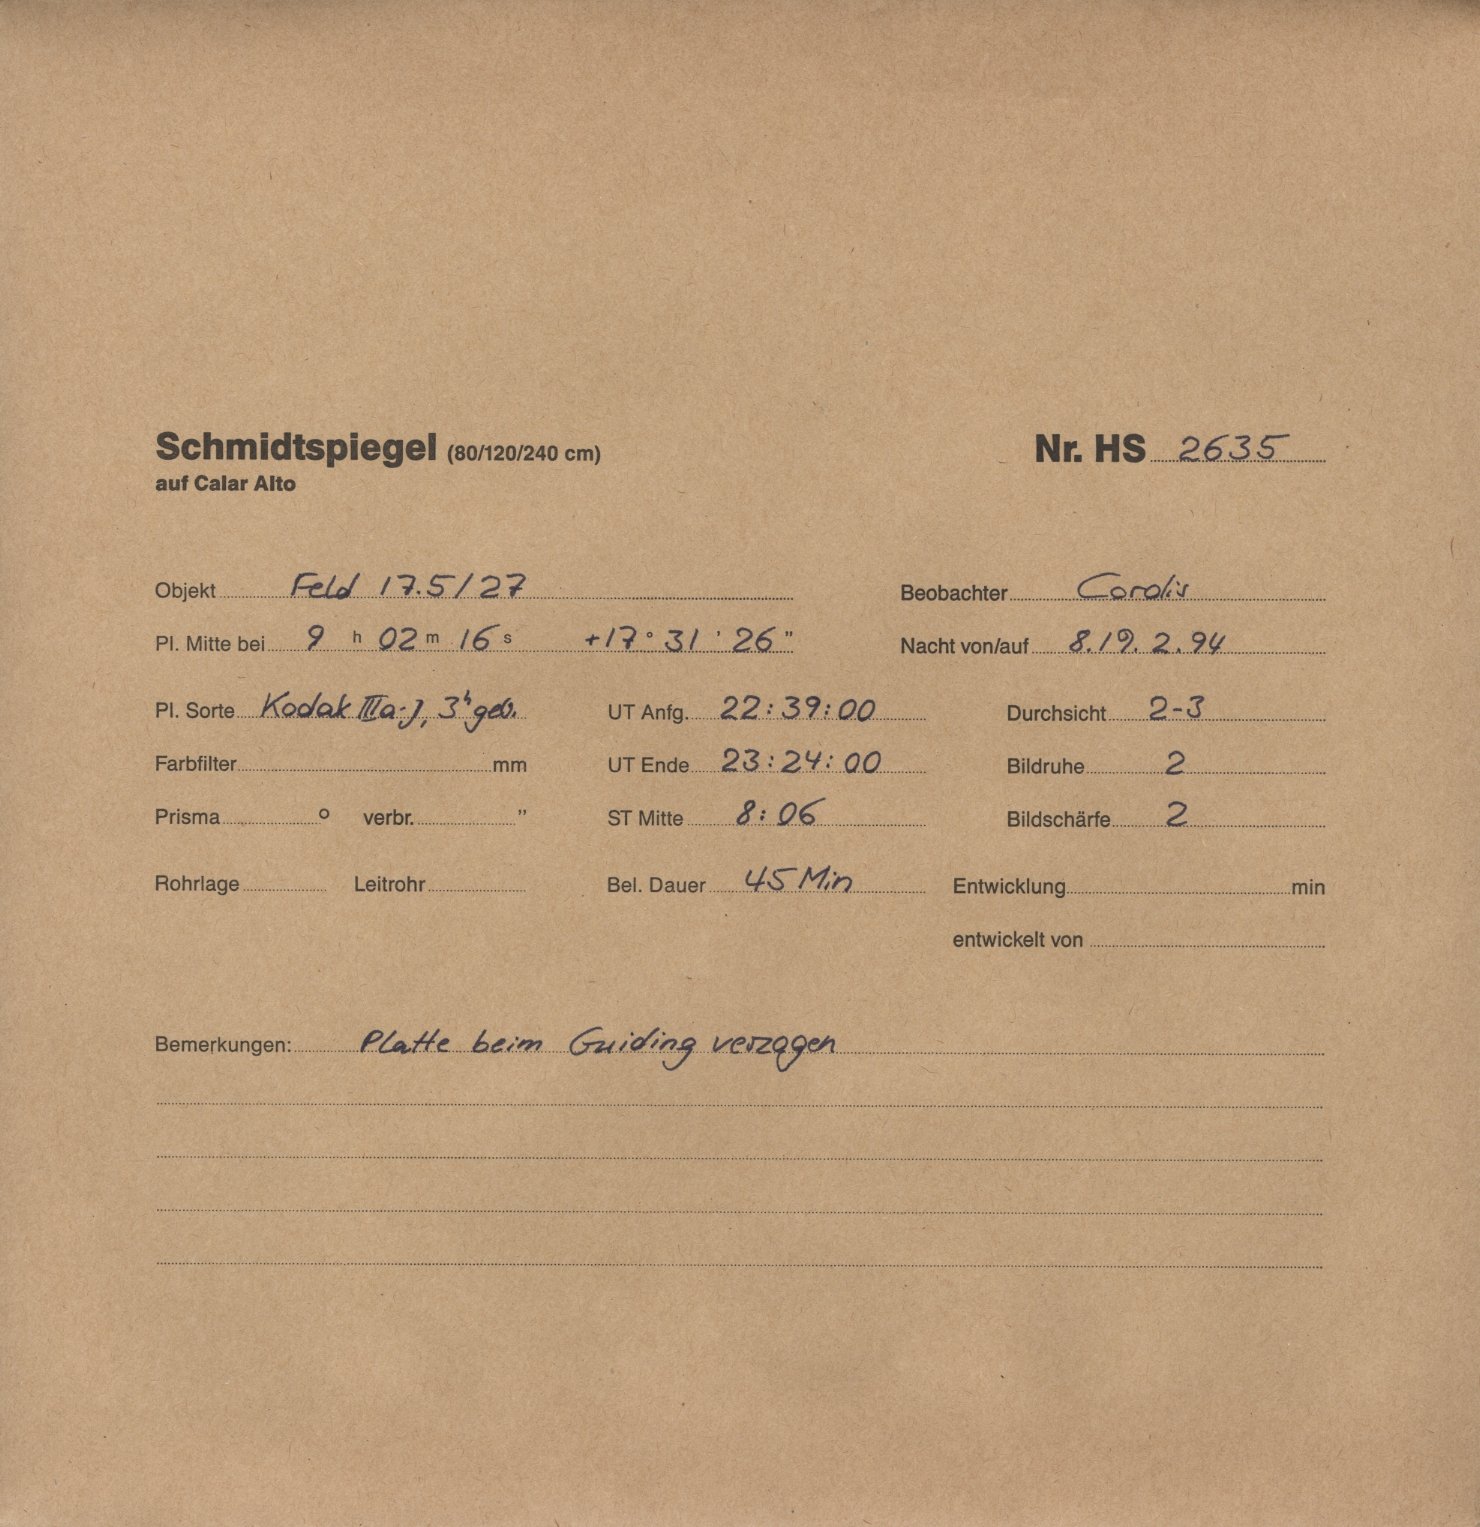 Schmidtspiegel (80/120/240 cm) Nr. HS 2635
auf Calar Alto
Objekt Feld 17.5/27 Beobachter Cordis
Pl. Mitte bei 9 h 02 m 16 s +17° 31 ' 26 " Nacht von/auf 8./9. 2. 94
Pl. Sorte Kodak IIIa-J, 3h geb. UT Anfg. 22:39:00 Durchsicht 2-3
Farbfilter mm UT Ende 23:24:00 Bildruhe 2
Prisma ° verbr. " ST Mitte 8:06 Bildschärfe 2
Rohrlage Leitrohr Bel. Dauer 45 Min Entwicklung min
entwickelt von
Bemerkungen: Platte beim Guiding verzogen